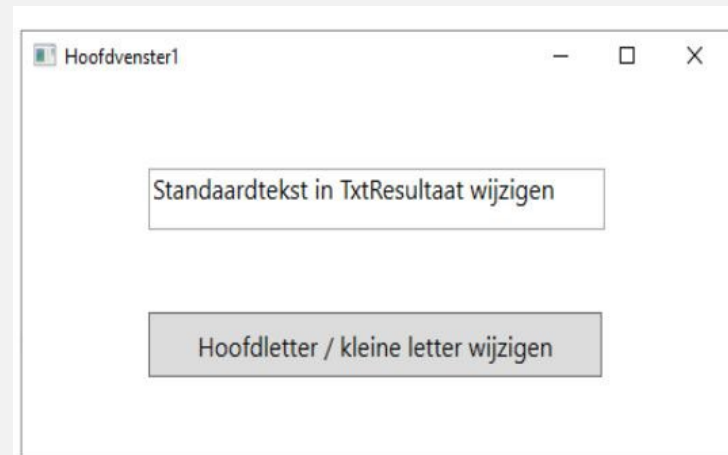 Hoofdvenster1
Standaardtekst in TxtResultaat wijzigen
Hoofdletter / kleine letter wijzigen